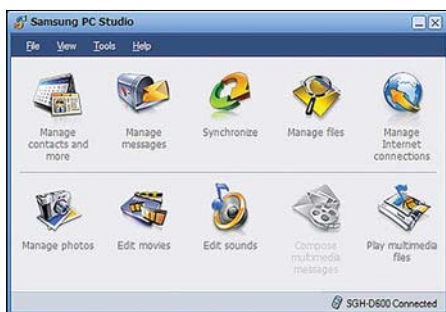 Samsung PC Studio
File View Tools Help
Manage contacts and more
Manage messages
Synchronize
Manage files
Manage Internet connections
Manage photos
Edit movies
Edit sounds
Compose multimedia messages
Play multimedia files
SGH-D600 Connected